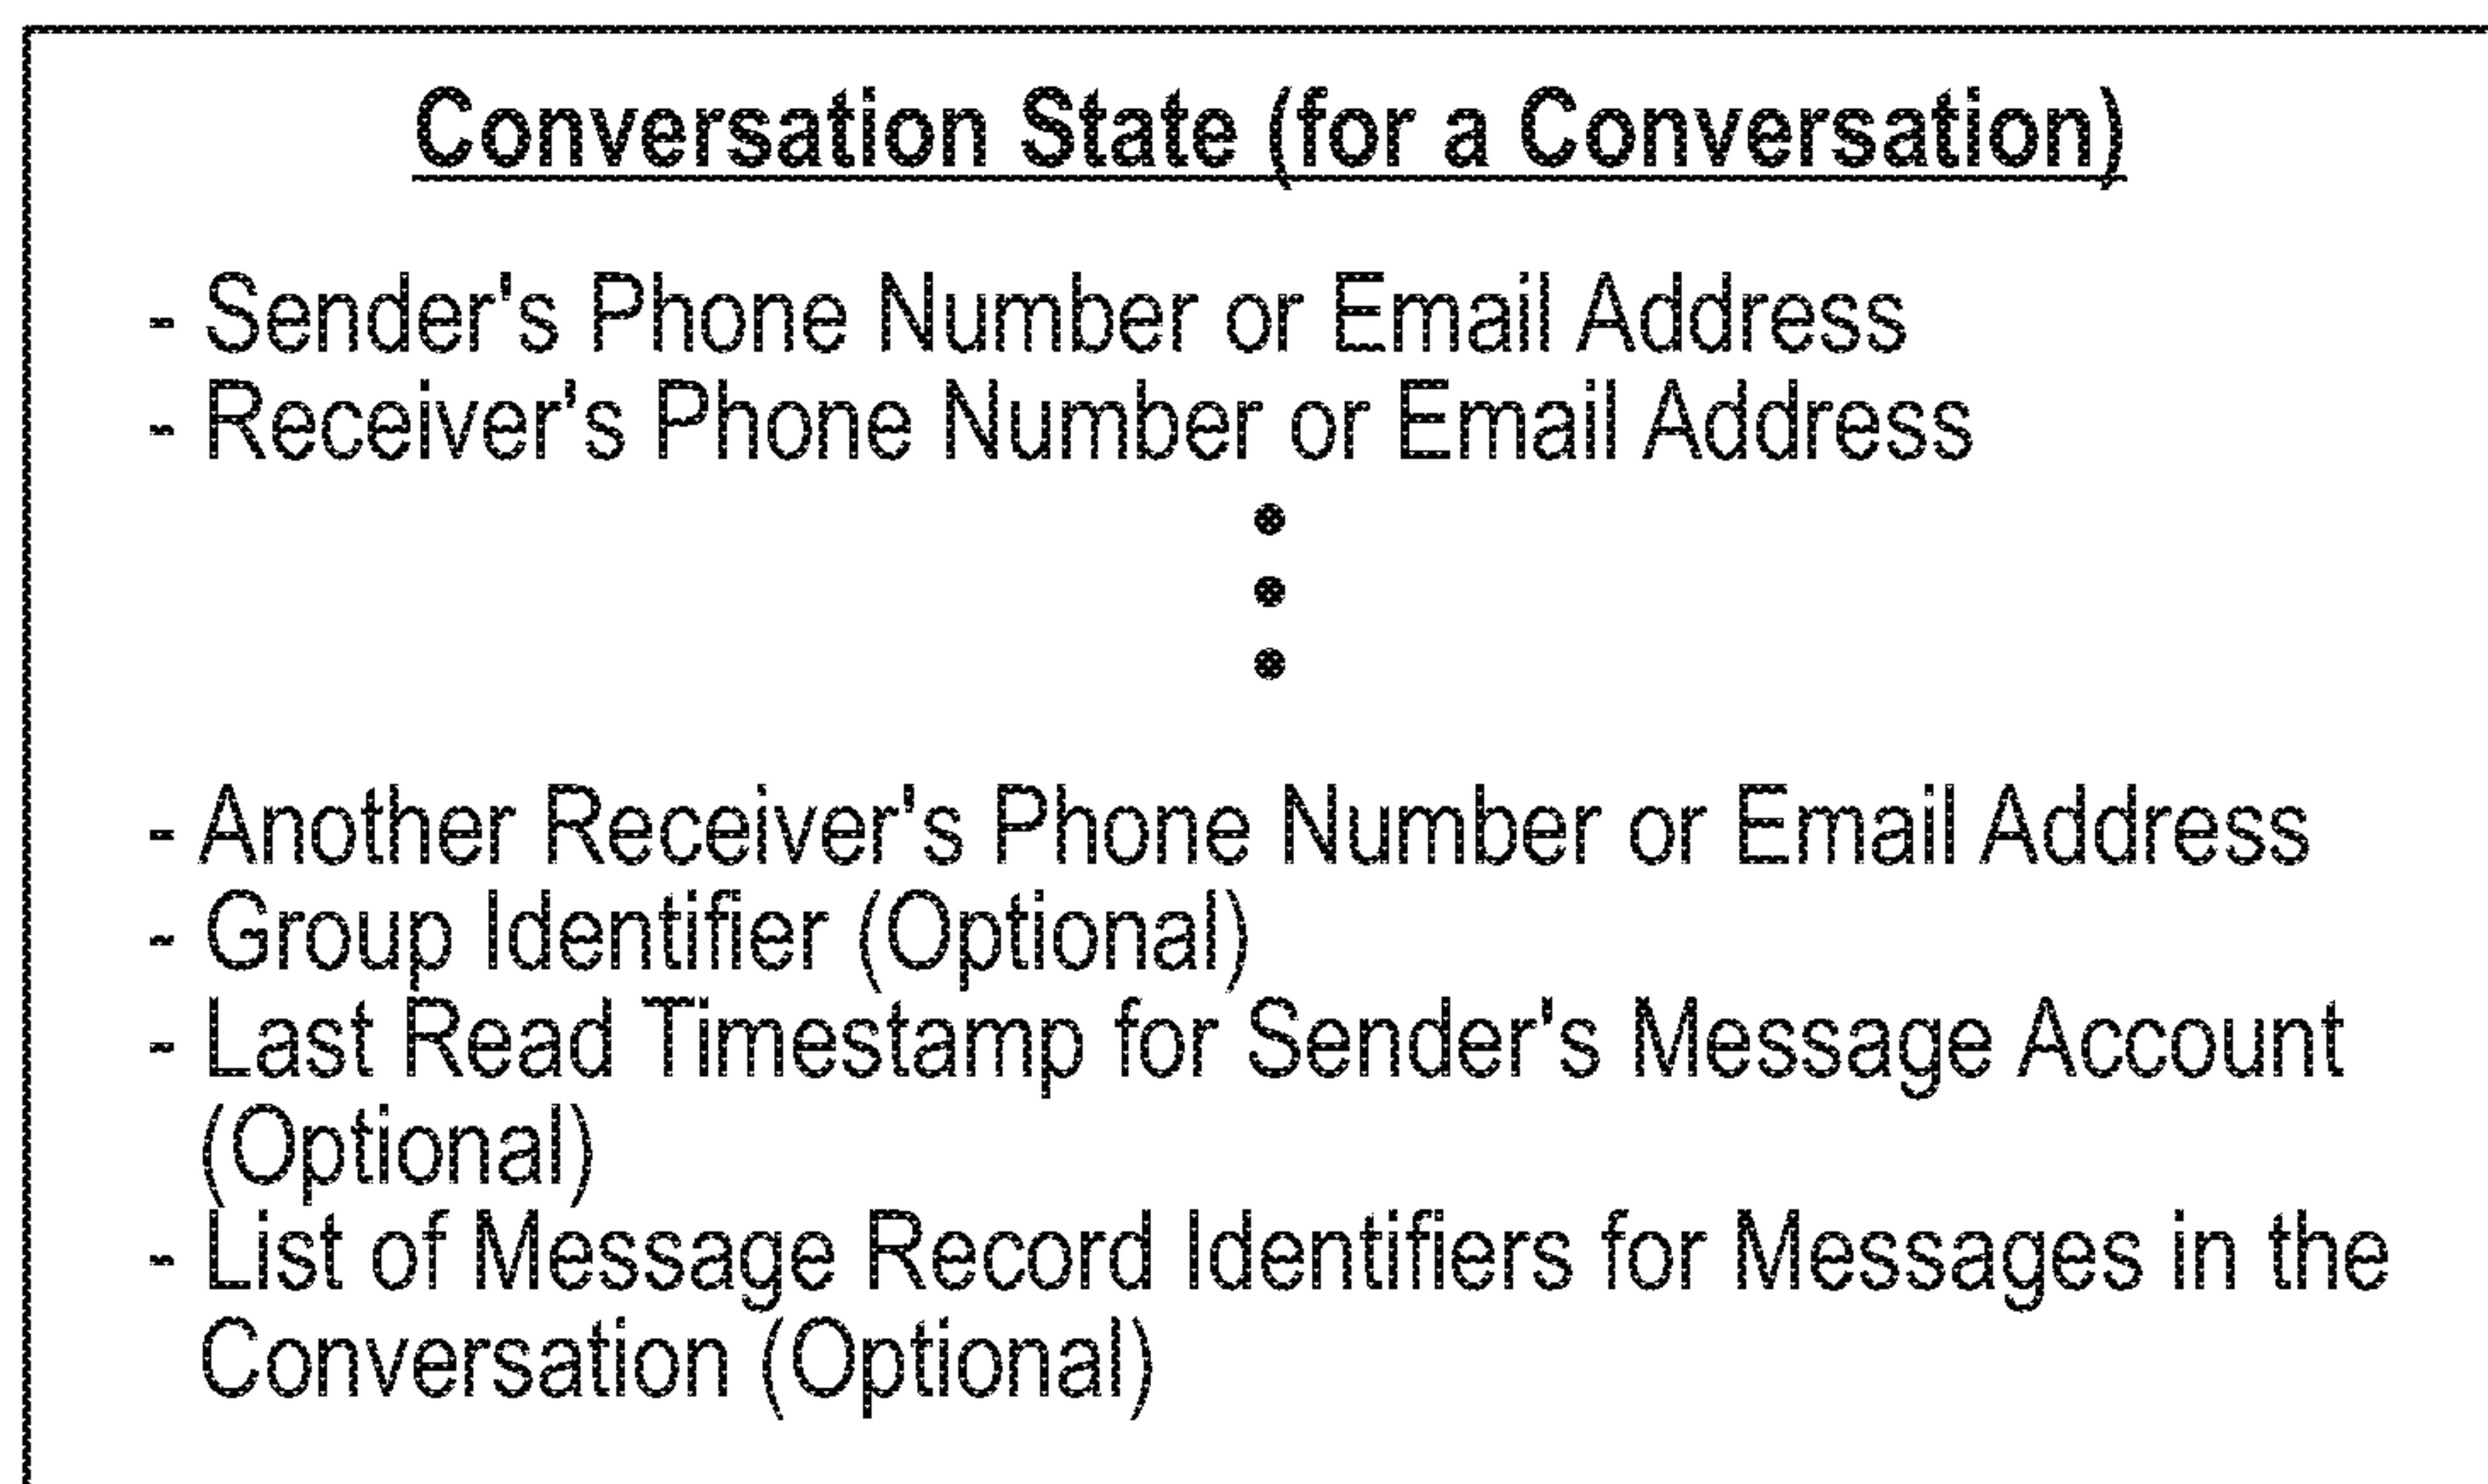 Conversation State (for a Conversation)
- Sender's Phone Number or Email Address
- Receiver's Phone Number or Email Address
•
•
•
- Another Receiver's Phone Number or Email Address
- Group Identifier (Optional)
- Last Read Timestamp for Sender's Message Account
(Optional)
- List of Message Record Identifiers for Messages in the
Conversation (Optional)